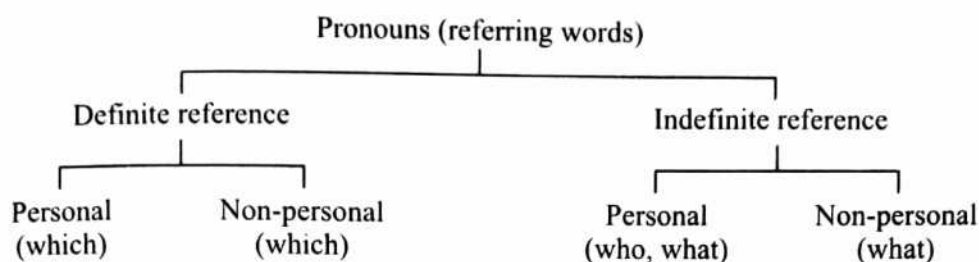 Pronouns (referring words)
Definite reference
Indefinite reference
Personal
(which)
Non-personal
(which)
Personal
(who, what)
Non-personal
(what)